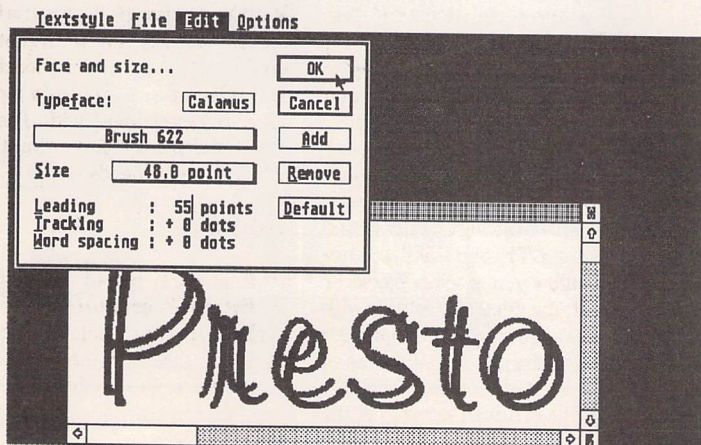 Textstyle File Edit Options
Face and size...
OK
Typeface: Calamus
Cancel
Brush 622
Add
Size 48.0 point
Remove
Leading : 55 points
Default
Tracking : + 0 dots
Word spacing : + 0 dots
Presto